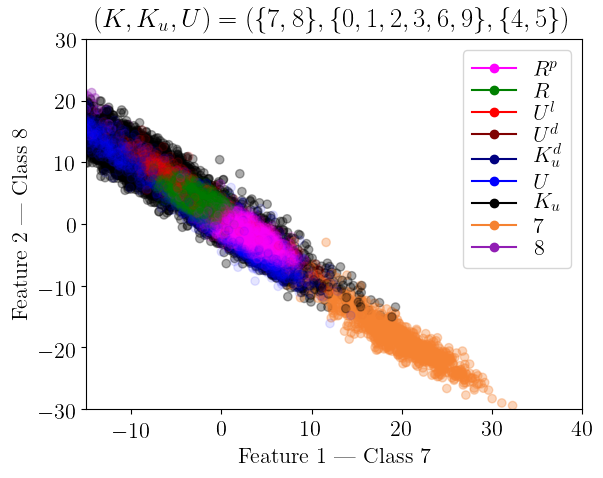 (K, K_u, U) = ({7, 8}, {0, 1, 2, 3, 6, 9}, {4, 5})
30
20
10
0
−10
−20
−30
−10
0
10
20
30
40
Feature 2 — Class 8
Feature 1 — Class 7
R^p
R
U^l
U^d
K_u^d
U
K_u
7
8